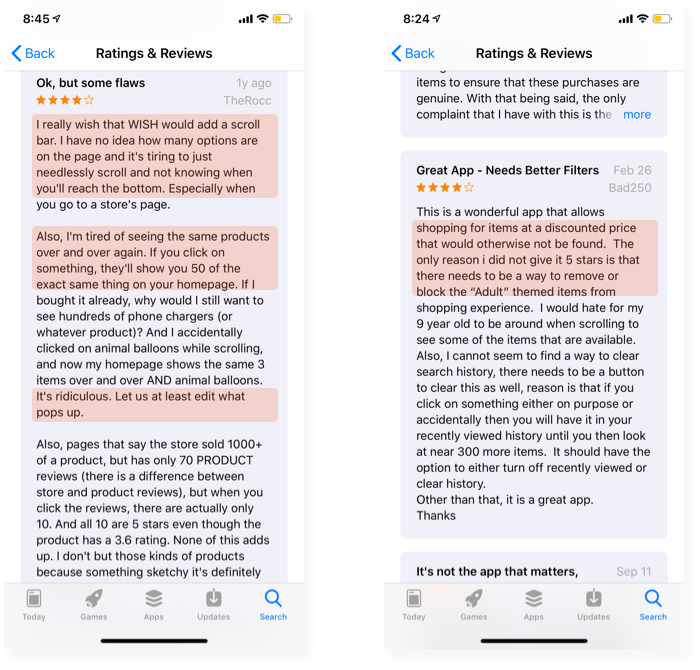 8:45
Back
Ratings & Reviews
Ok, but some flaws
1y ago
TheRocc
I really wish that WISH would add a scroll
bar. I have no idea how many options are
on the page and it's tiring to just
needlessly scroll and not knowing when
you'll reach the bottom. Especially when
you go to a store's page.
Also, I'm tired of seeing the same products
over and over again. If you click on
something, they'll show you 50 of the
exact same thing on your homepage. If I
bought it already, why would I still want to
see hundreds of phone chargers (or
whatever product)? And I accidentally
clicked on animal balloons while scrolling,
and now my homepage shows the same 3
items over and over AND animal balloons.
It's ridiculous. Let us at least edit what
pops up.
Also, pages that say the store sold 1000+
of a product, but has only 70 PRODUCT
reviews (there is a difference between
store and product reviews), but when you
click the reviews, there are actually only
10. And all 10 are 5 stars even though the
product has a 3.6 rating. None of this adds
up. I don't but those kinds of products
because something sketchy it's definitely
Today
Games
Apps
Updates
Search
8:24
Back
Ratings & Reviews
items to ensure that these purchases are
genuine. With that being said, the only
complaint that I have with this is the more
Great App - Needs Better Filters
Feb 26
Bad250
This is a wonderful app that allows
shopping for items at a discounted price
that would otherwise not be found. The
only reason i did not give it 5 stars is that
there needs to be a way to remove or
block the “Adult” themed items from
shopping experience. I would hate for my
9 year old to be around when scrolling to
see some of the items that are available.
Also, I cannot seem to find a way to clear
search history, there needs to be a button
to clear this as well, reason is that if you
click on something either on purpose or
accidentally then you will have it in your
recently viewed history until you then look
at near 300 more items. It should have the
option to either turn off recently viewed or
clear history.
Other than that, it is a great app.
Thanks
It's not the app that matters,
Sep 11
Today
Games
Apps
Updates
Search